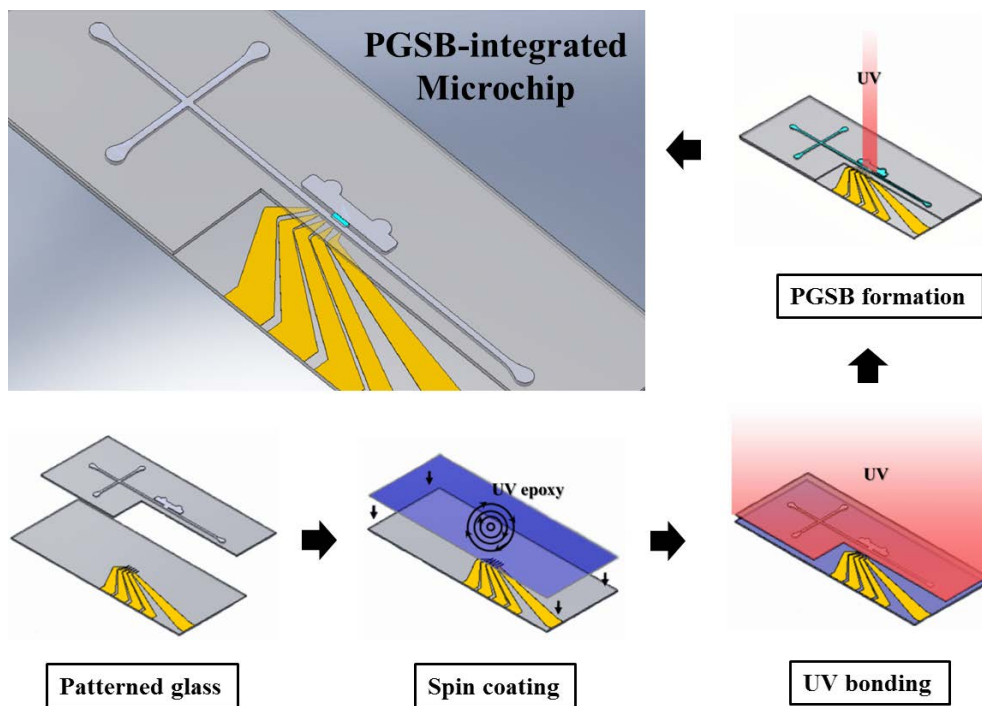 PGSB-integrated
Microchip
UV
PGSB formation
UV epoxy
UV
Patterned glass
Spin coating
UV bonding